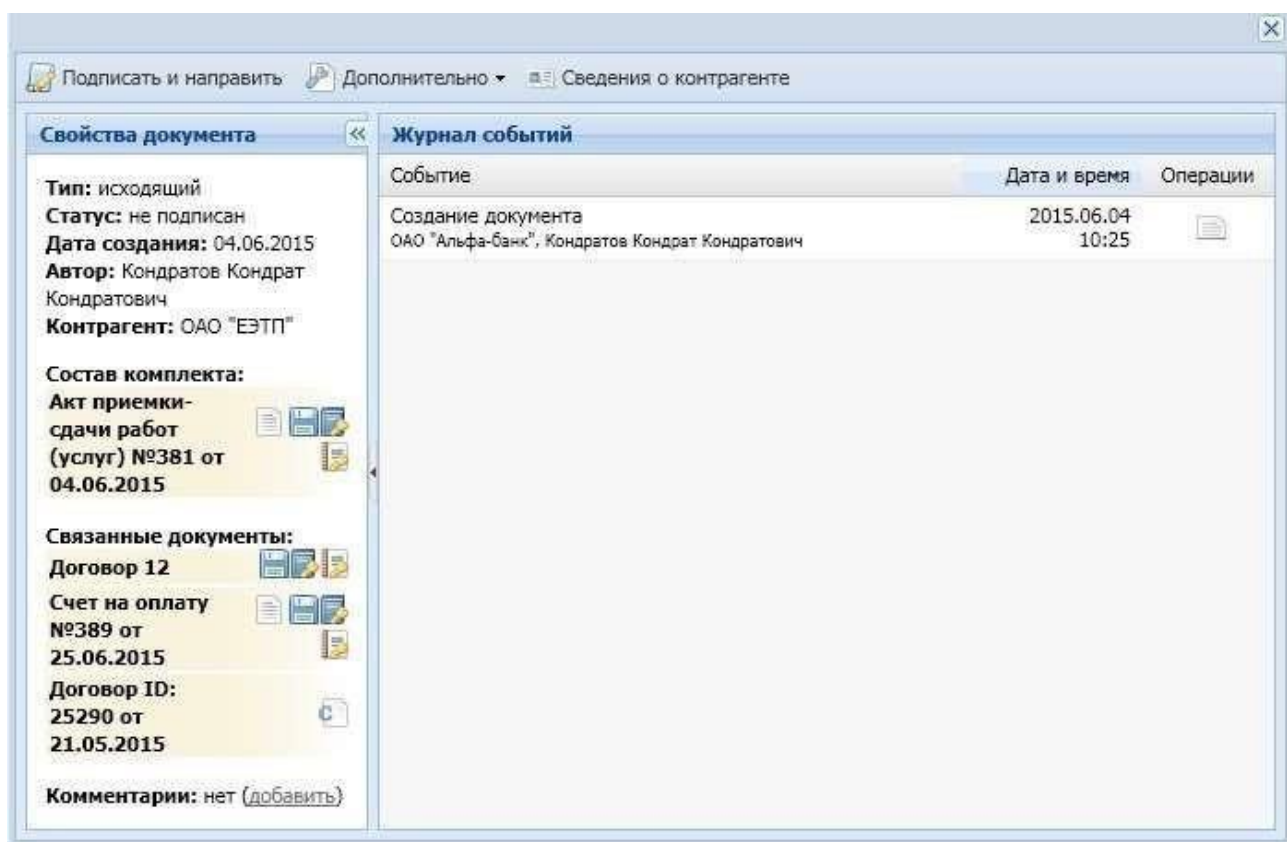 Подписать и направить Дополнительно Сведения о контрагенте
Свойства документа
Тип: исходящий
Статус: не подписан
Дата создания: 04.06.2015
Автор: Кондратов Кондрат
Кондратович
Контрагент: ОАО "ЕЭТП"
Состав комплекта:
Акт приемки-
сдачи работ
(услуг) №381 от
04.06.2015
Связанные документы:
Договор 12
Счет на оплату
№389 от
25.06.2015
Договор ID:
25290 от
21.05.2015
Комментарии: нет (добавить)
Журнал событий
Событие Дата и время Операции
Создание документа 2015.06.04
ОАО "Альфа-банк", Кондратов Кондрат Кондратович 10:25